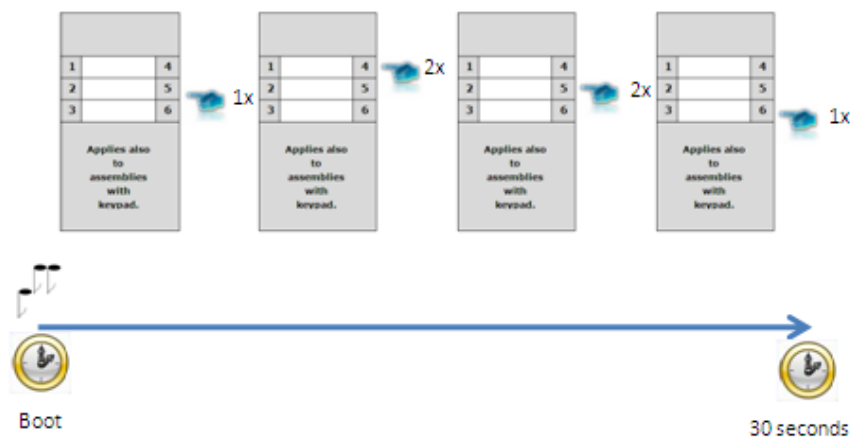 1 4
2 5
3 6
Applies also
to
assemblies
with
keypad.
1x
1 4
2 5
3 6
Applies also
to
assemblies
with
keypad.
2x
1 4
2 5
3 6
Applies also
to
assemblies
with
keypad.
2x
1 4
2 5
3 6
Applies also
to
assemblies
with
keypad.
1x
Boot
30 seconds